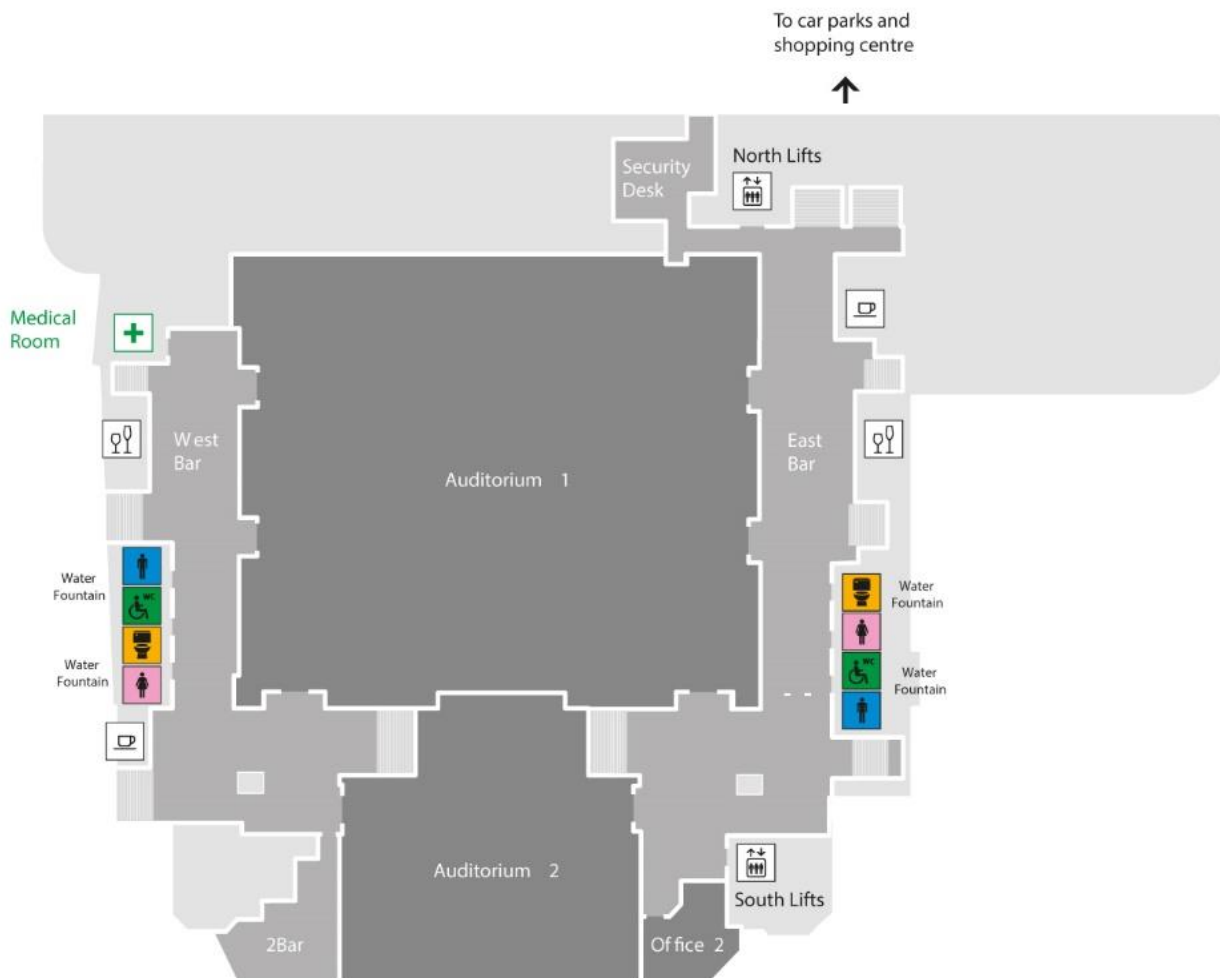 To car parks and
shopping centre
North Lifts
Security
Desk
Medical
Room
West
Bar
East
Bar
Auditorium 1
Water
Fountain
WC
Water
Fountain
Water
Fountain
WC
Water
Fountain
Auditorium 2
South Lifts
2Bar
Office 2